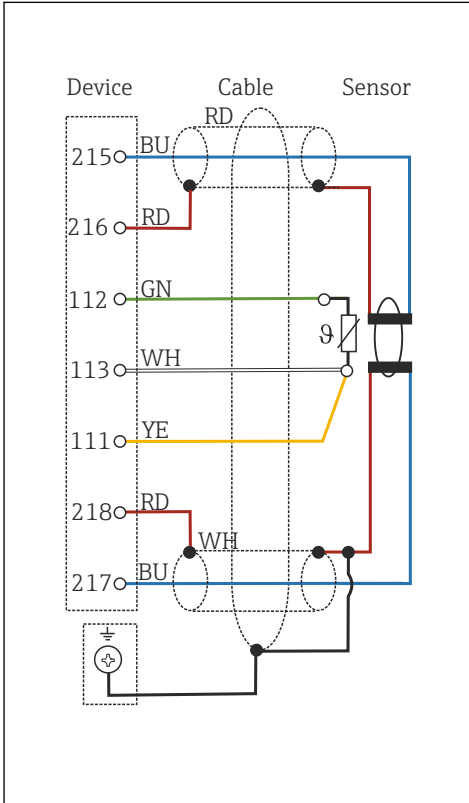 Device Cable Sensor
RD
215 BU
216 RD
112 GN
ϑ
113 WH
111 YE
218 RD
WH
217 BU